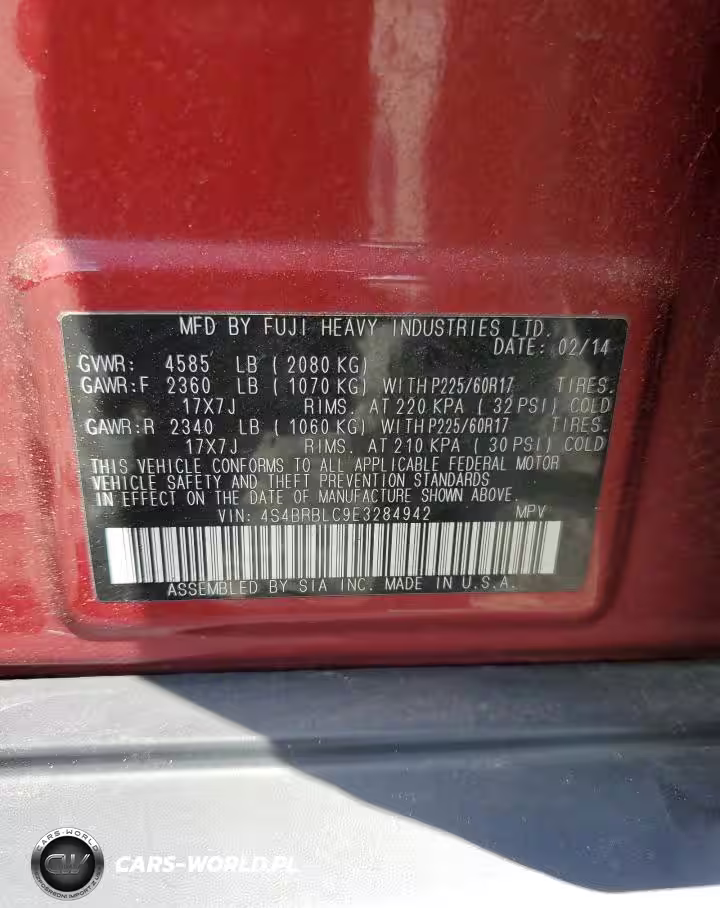 MFD BY FUJI HEAVY INDUSTRIES LTD.
DATE: 02/14
GVWR: 4585 LB ( 2080 KG)
GAWR:F 2360 LB ( 1070 KG) WITH P225/60R17 TIRES.
17X7J RIMS. AT 220 KPA ( 32 PSI) COLD
GAWR:R 2340 LB ( 1060 KG) WITH P225/60R17 TIRES.
17X7J RIMS. AT 210 KPA ( 30 PSI) COLD
THIS VEHICLE CONFORMS TO ALL APPLICABLE FEDERAL MOTOR
VEHICLE SAFETY AND THEFT PREVENTION STANDARDS
IN EFFECT ON THE DATE OF MANUFACTURE SHOWN ABOVE.
VIN: 4S4BRBLC9E3284942 MPV
ASSEMBLED BY SIA INC. MADE IN U.S.A.
CARS-WORLD
CW
CARS-WORLD.PL